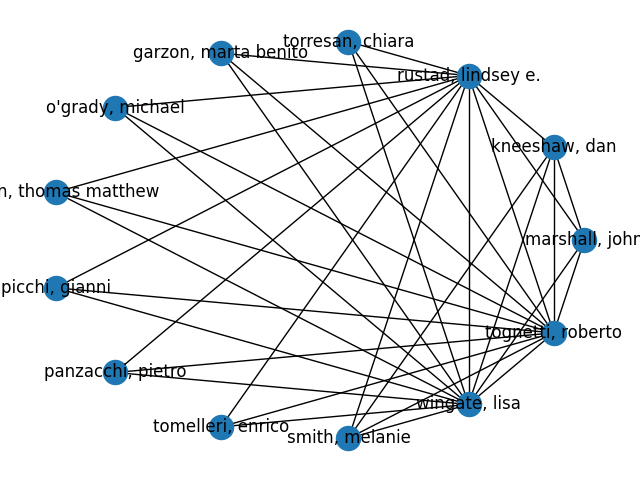 torresan, chiara
garzon, marta benito
rustad, lindsey e.
o'grady, michael
kneeshaw, dan
n, thomas matthew
marshall, john
picchi, gianni
tognetti, roberto
panzacchi, pietro
wingate, lisa
tomelleri, enrico
smith, melanie